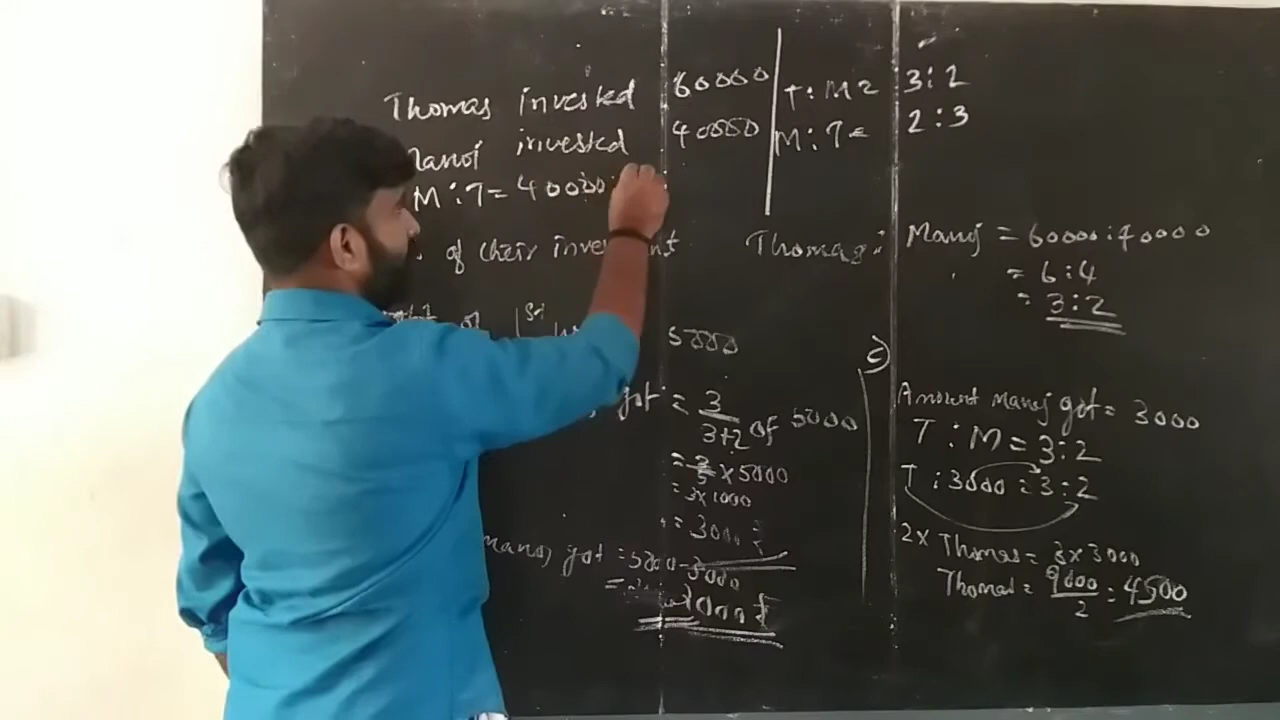 Thomas invested 60000
Manoj invested 40000
M : T = 40000 :
T : M = 3 : 2
M : T = 2 : 3
of their investment
Thomas : Manoj = 60000 : 40000
= 6 : 4
= 3 : 2
1st
5000
got = 3/3+2 of 5000
= 3/5 × 5000
= 3 × 1000
= 3000 ₹
Manoj got = 5000 - 3000
= 2000 ₹
c)
Amount Manoj got = 3000
T : M = 3 : 2
T : 3000 = 3 : 2
2 × Thomas = 3 × 3000
Thomas = 9000/2 = 4500